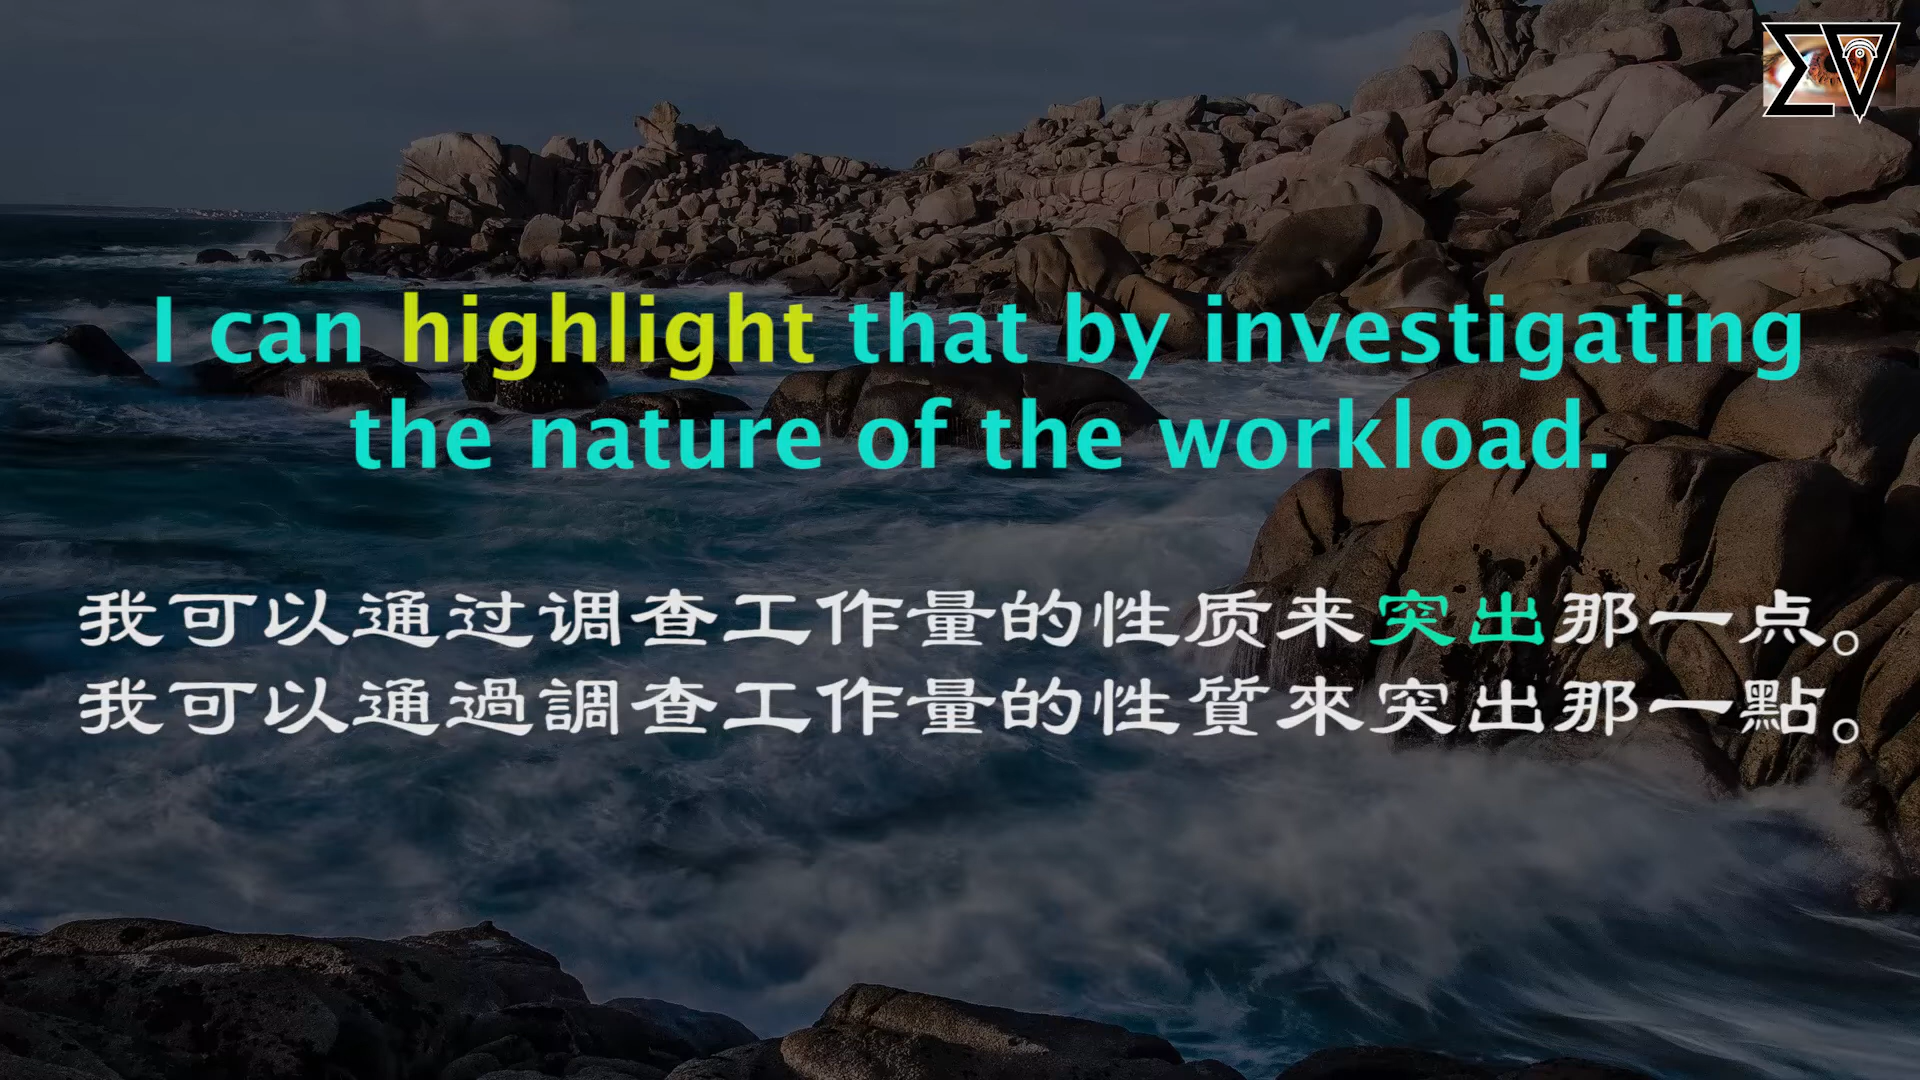 I can highlight that by investigating
the nature of the workload.
我可以通过调查工作量的性质来突出那一点。
我可以通過調查工作量的性質來突出那一點。